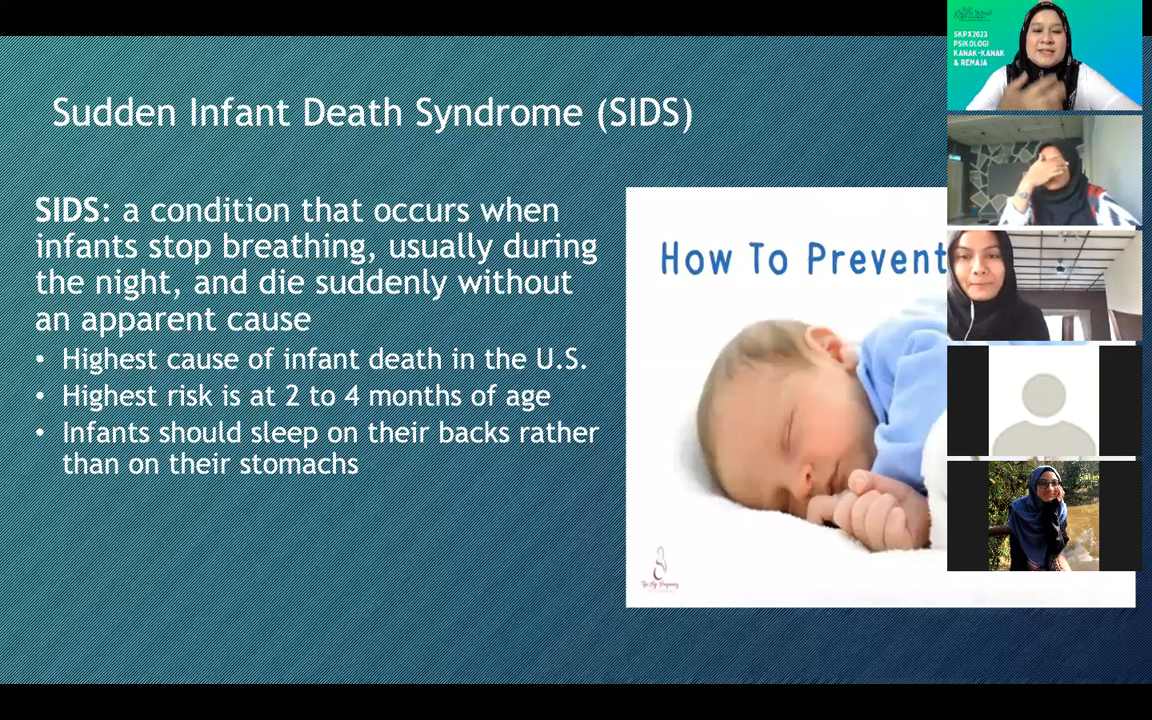 Sudden Infant Death Syndrome (SIDS)
SIDS: a condition that occurs when
infants stop breathing, usually during
the night, and die suddenly without
an apparent cause
• Highest cause of infant death in the U.S.
• Highest risk is at 2 to 4 months of age
• Infants should sleep on their backs rather
than on their stomachs
How To Prevent
SKPX2023
PSIKOLOGI
KANAK-KANAK
& REMAJA